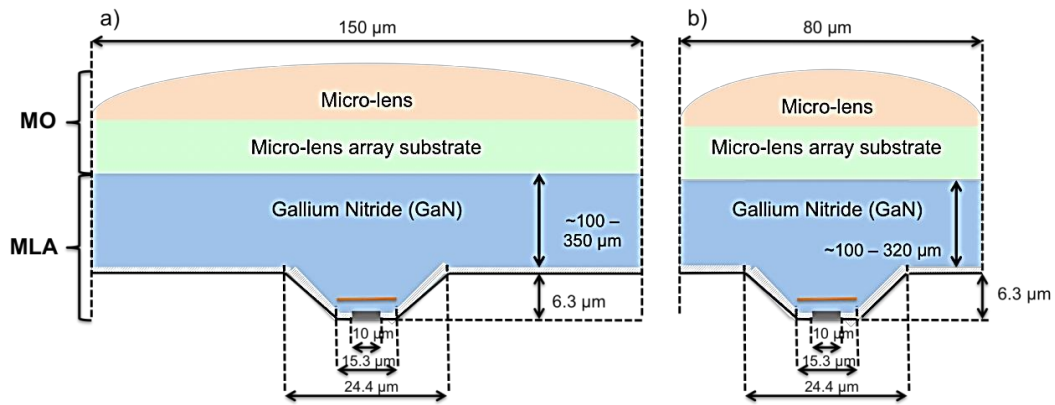 a)
150 µm
b)
80 µm
MO
Micro-lens
Micro-lens
Micro-lens array substrate
Micro-lens array substrate
MLA
Gallium Nitride (GaN)
~100 –
350 µm
Gallium Nitride (GaN)
~100 – 320 µm
6.3 µm
6.3 µm
10 µm
15.3 µm
24.4 µm
10 µm
15.3 µm
24.4 µm